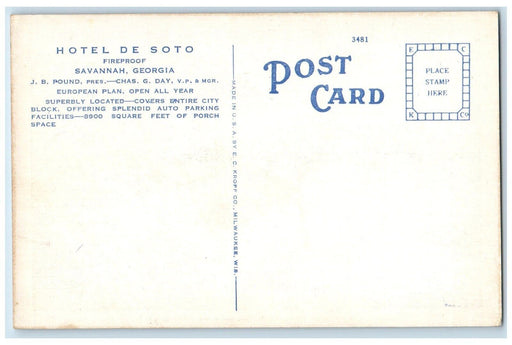 HOTEL DE SOTO
FIREPROOF
SAVANNAH, GEORGIA
J. B. POUND, PRES.—CHAS. G. DAY, V.P. & MGR.
EUROPEAN PLAN. OPEN ALL YEAR
SUPERBLY LOCATED—COVERS ENTIRE CITY
BLOCK, OFFERING SPLENDID AUTO PARKING
FACILITIES—8900 SQUARE FEET OF PORCH
SPACE
MADE IN U.S.A. BY E. C. KROPP CO., MILWAUKEE, WIS.
3481
POST
CARD
E C
PLACE
STAMP
HERE
K Co